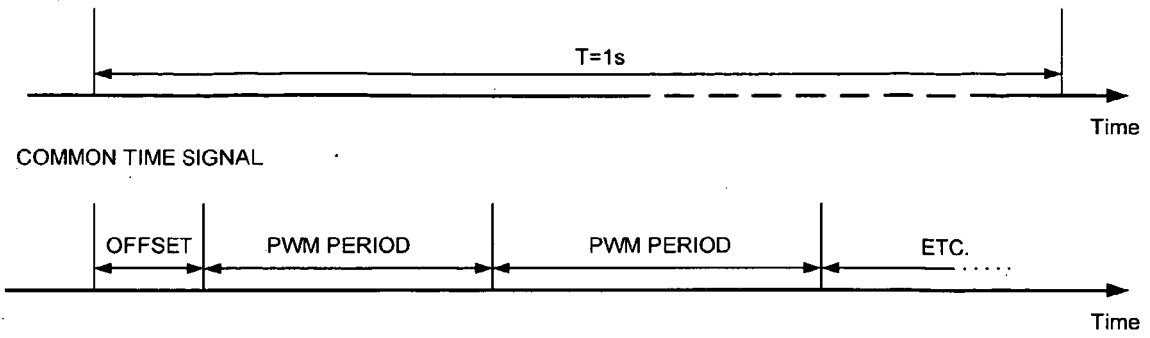 T=1s
Time
COMMON TIME SIGNAL
OFFSET PWM PERIOD PWM PERIOD ETC.
Time